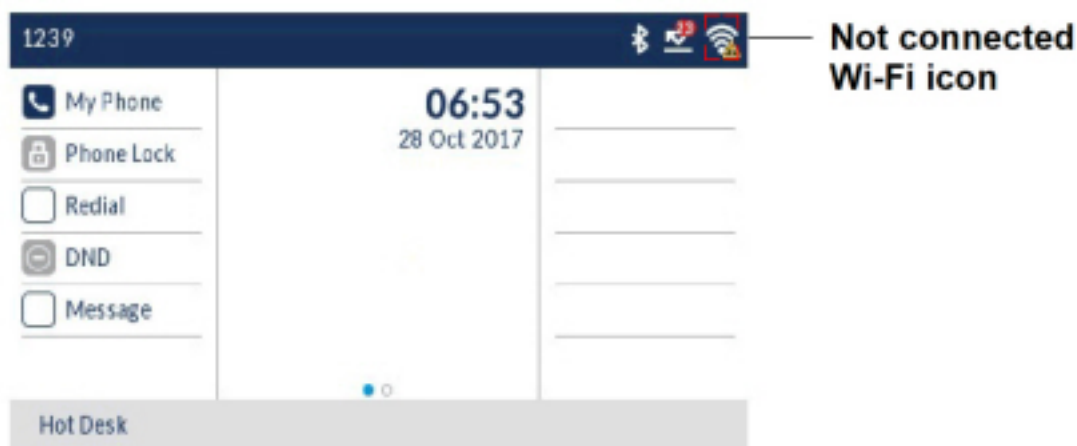 1239
23
Not connected
Wi-Fi icon
My Phone
06:53
28 Oct 2017
Phone Lock
Redial
DND
Message
Hot Desk